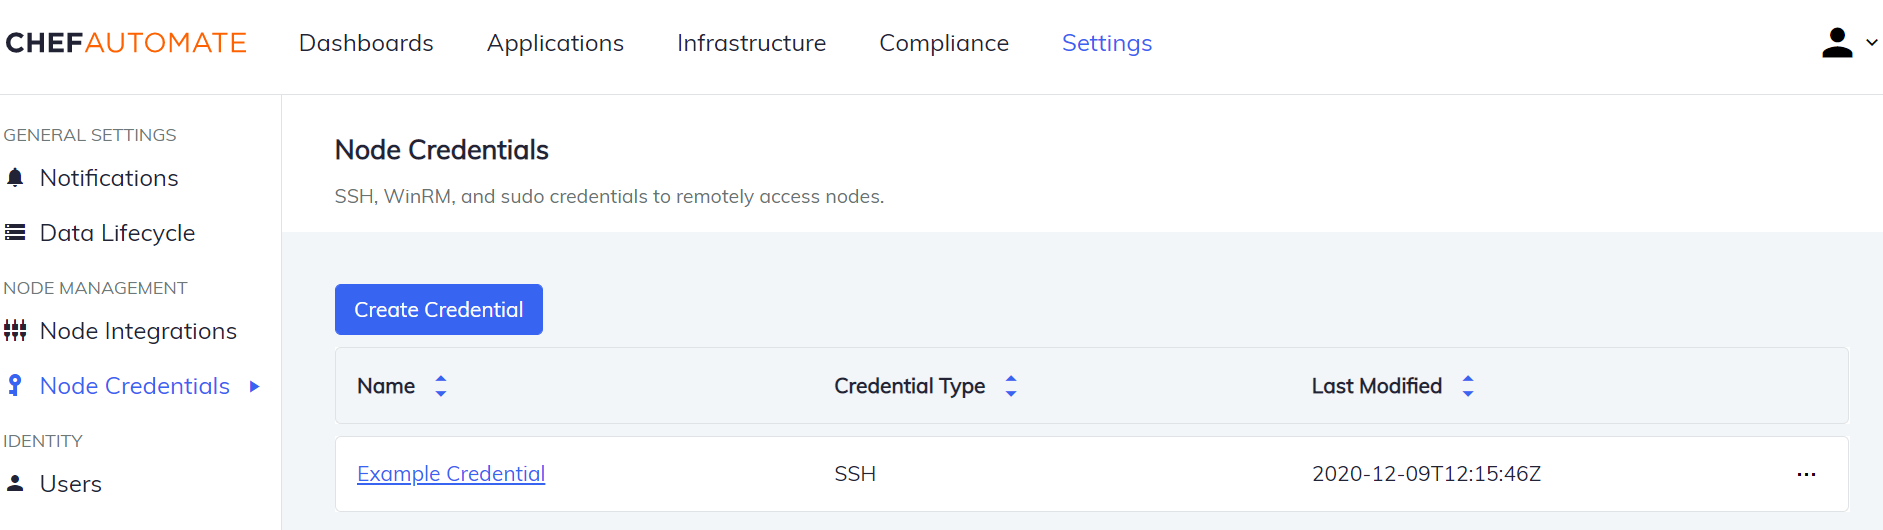 CHEFAUTOMATE Dashboards Applications Infrastructure Compliance Settings
GENERAL SETTINGS
Notifications
Data Lifecycle
NODE MANAGEMENT
Node Integrations
Node Credentials
IDENTITY
Users
Node Credentials
SSH, WinRM, and sudo credentials to remotely access nodes.
Create Credential
Name Credential Type Last Modified
Example Credential SSH 2020-12-09T12:15:46Z ...